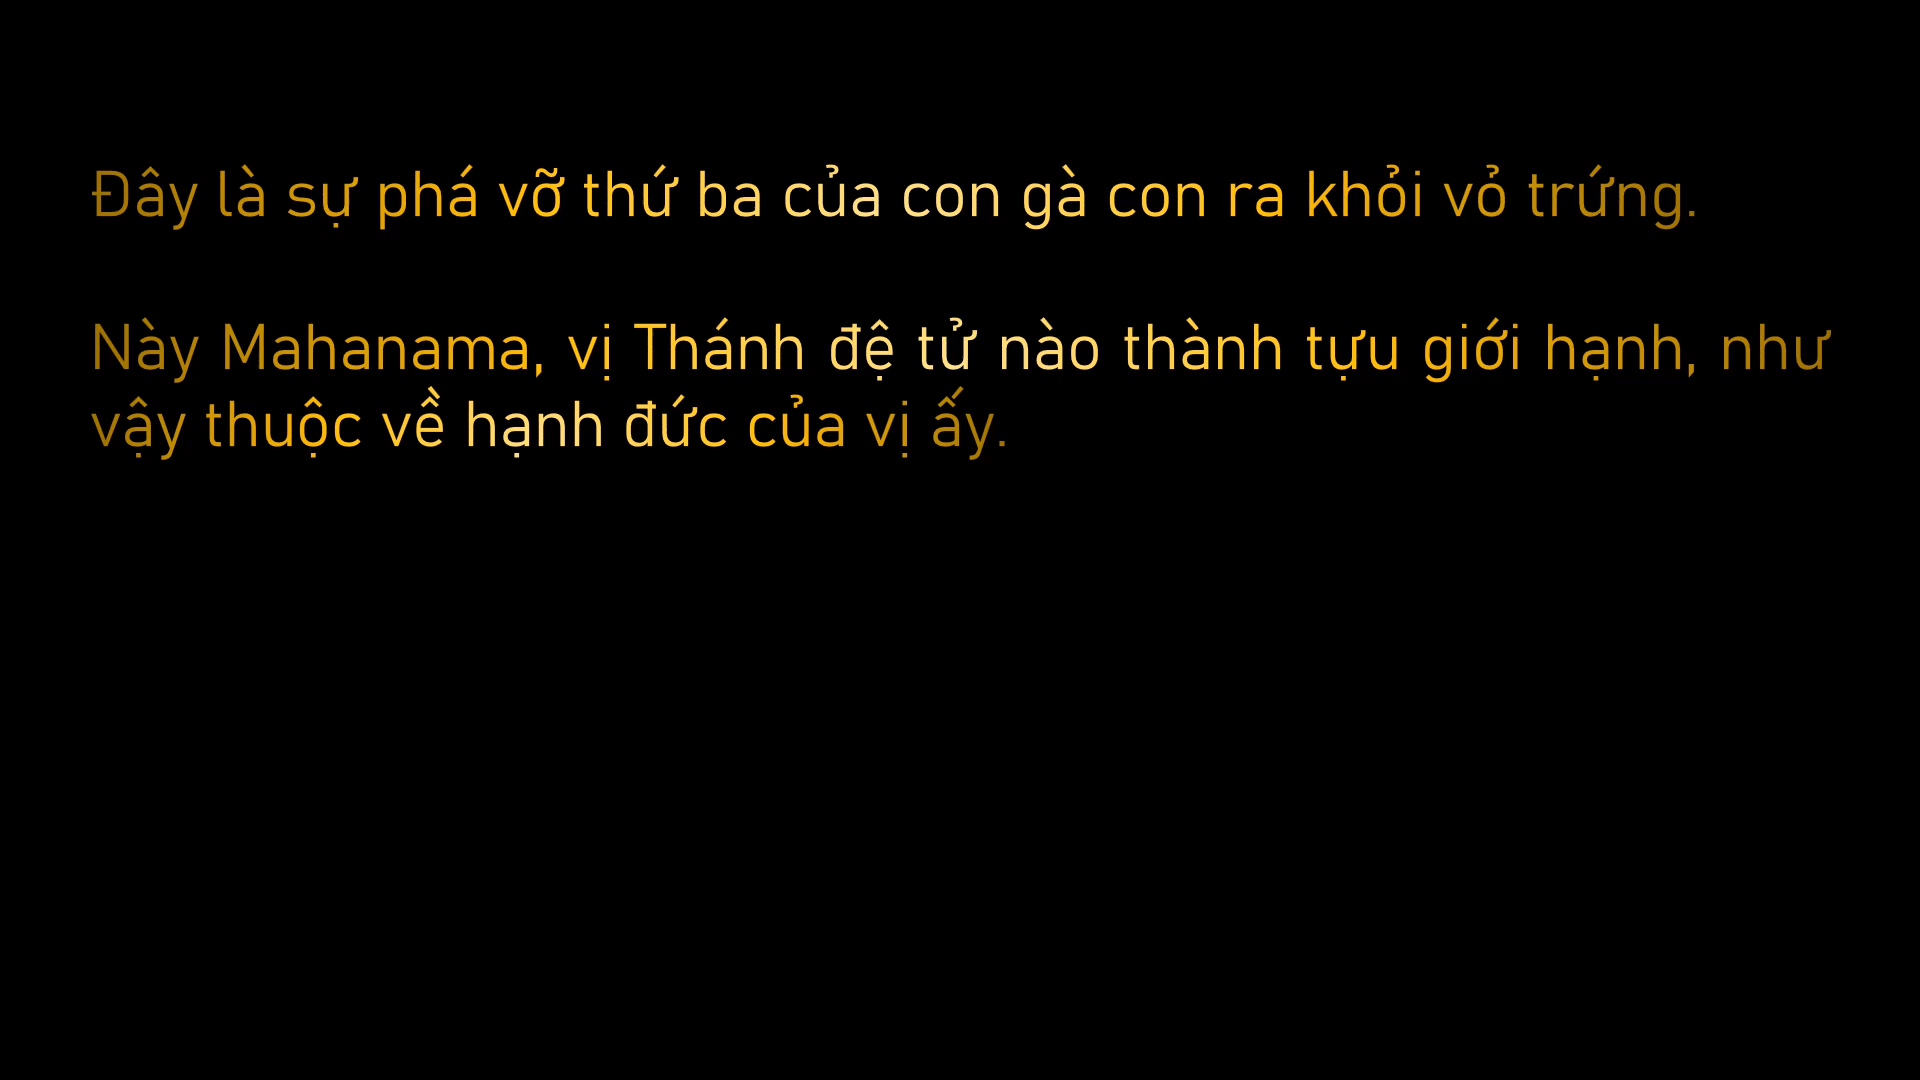 Đây là sự phá vỡ thứ ba của con gà con ra khỏi vỏ trứng.
Này Mahanama, vị Thánh đệ tử nào thành tựu giới hạnh, như
vậy thuộc về hạnh đức của vị ấy.